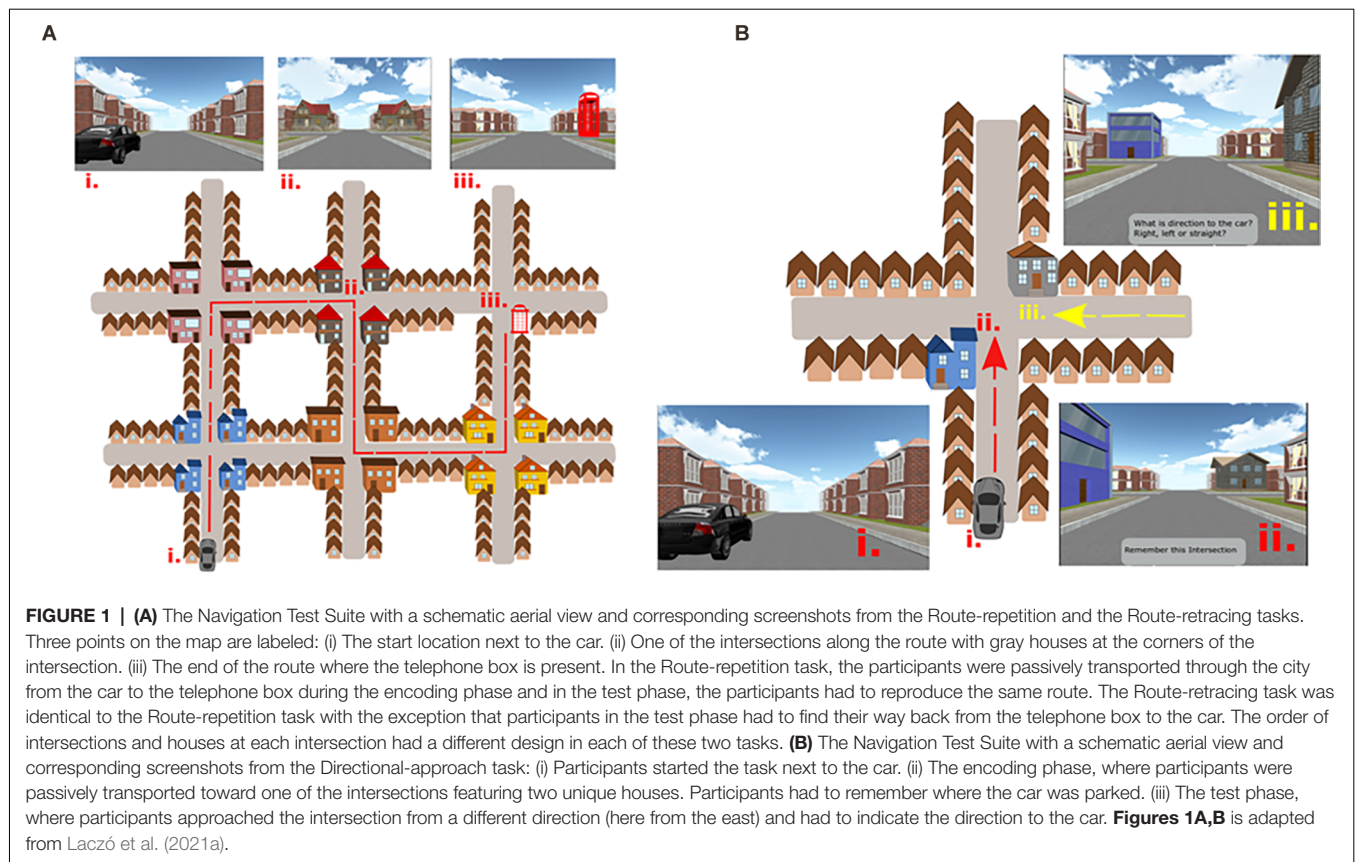 A
B
i.
ii.
iii.
What is direction to the car?
Right, left or straight?
iii.
ii.
iii.
ii.
iii.
i.
i.
i.
Remember this Intersection
ii.
FIGURE 1 | (A) The Navigation Test Suite with a schematic aerial view and corresponding screenshots from the Route-repetition and the Route-retracing tasks.
Three points on the map are labeled: (i) The start location next to the car. (ii) One of the intersections along the route with gray houses at the corners of the
intersection. (iii) The end of the route where the telephone box is present. In the Route-repetition task, the participants were passively transported through the city
from the car to the telephone box during the encoding phase and in the test phase, the participants had to reproduce the same route. The Route-retracing task was
identical to the Route-repetition task with the exception that participants in the test phase had to find their way back from the telephone box to the car. The order of
intersections and houses at each intersection had a different design in each of these two tasks. (B) The Navigation Test Suite with a schematic aerial view and
corresponding screenshots from the Directional-approach task: (i) Participants started the task next to the car. (ii) The encoding phase, where participants were
passively transported toward one of the intersections featuring two unique houses. Participants had to remember where the car was parked. (iii) The test phase,
where participants approached the intersection from a different direction (here from the east) and had to indicate the direction to the car. Figures 1A,B is adapted
from Laczó et al. (2021a).